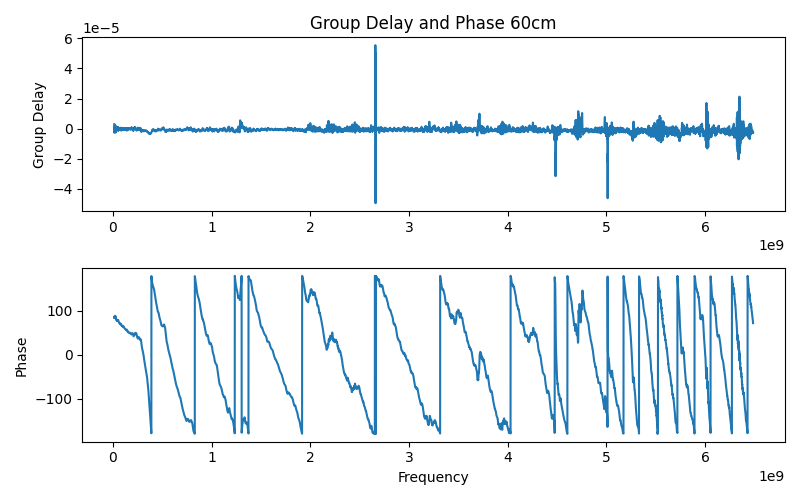 Group Delay and Phase 60cm
1e−5
Group Delay
6
4
2
0
−2
−4
0 1 2 3 4 5 6
1e9
Phase
100
0
−100
0 1 2 3 4 5 6
Frequency
1e9